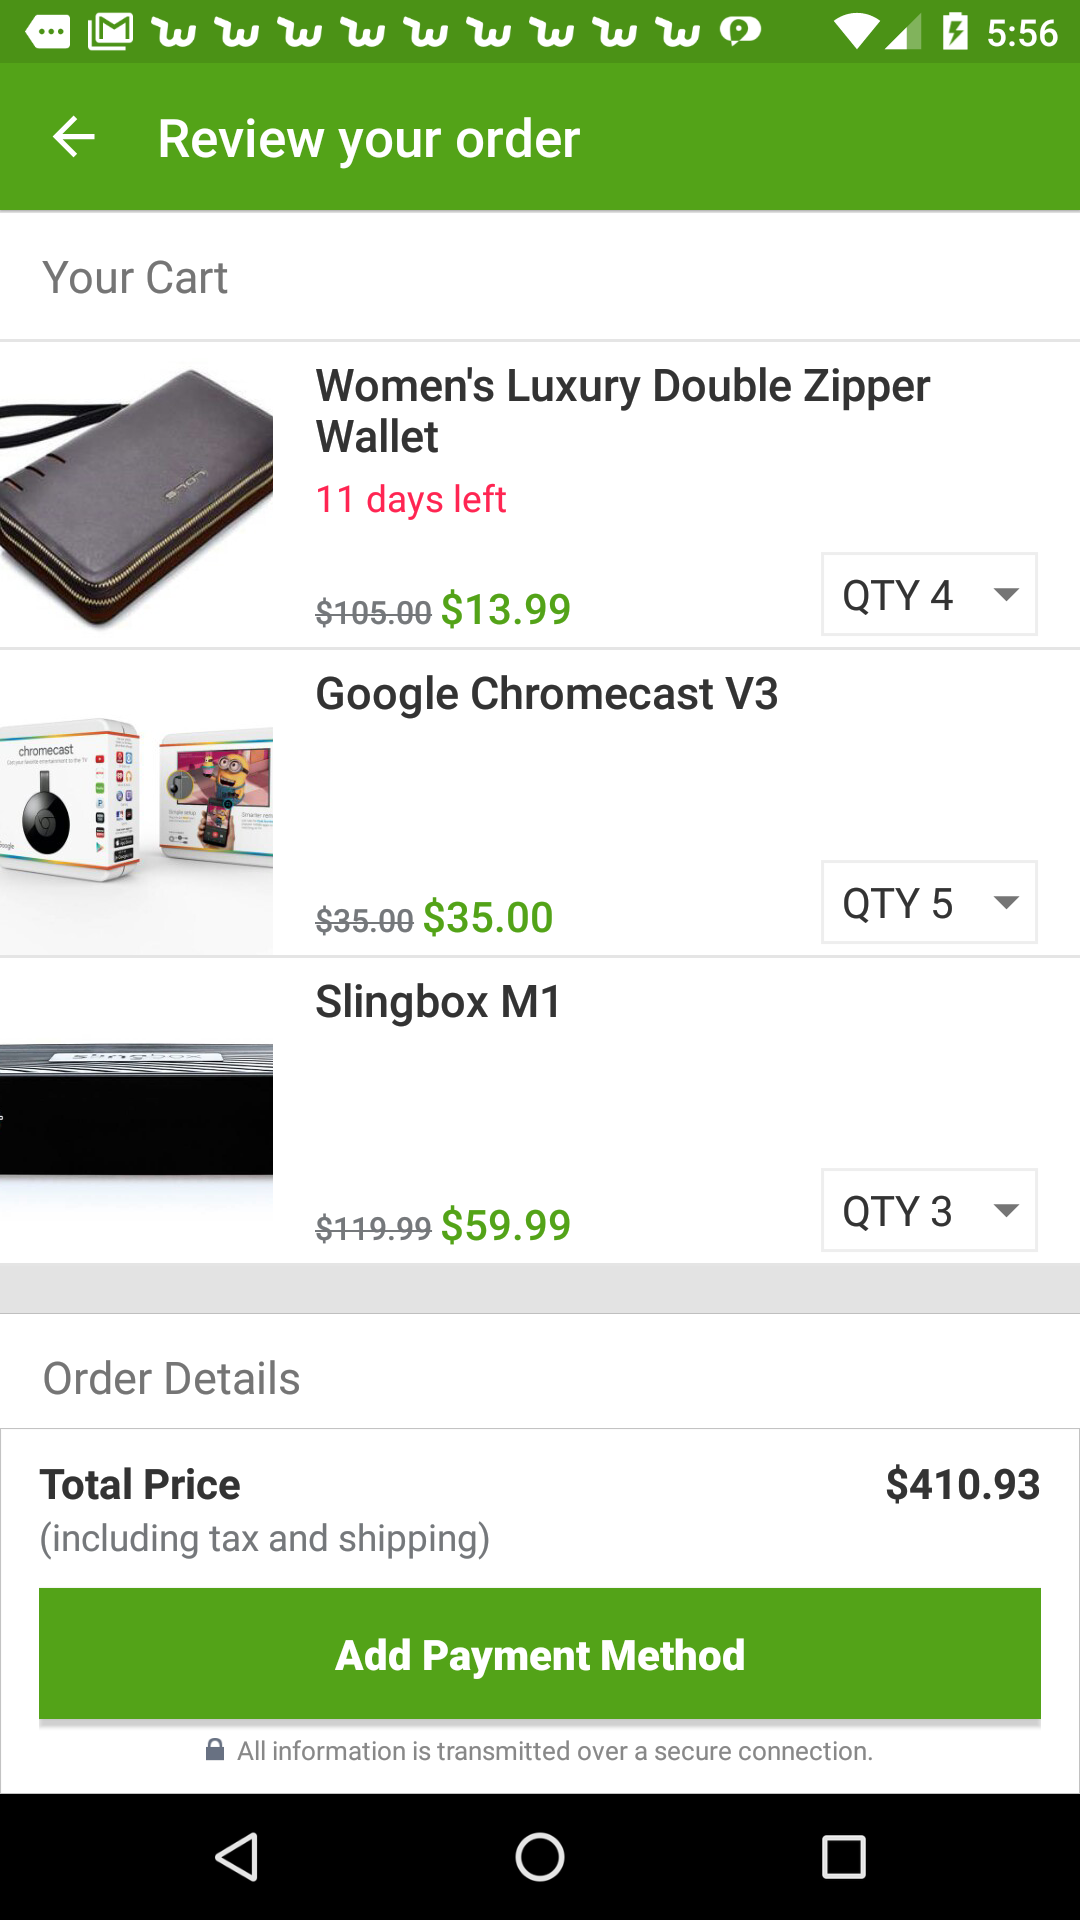 5:56
Review your order
Your Cart
Women's Luxury Double Zipper
Wallet
11 days left
$105.00 $13.99
QTY 4
Google Chromecast V3
chromecast
$35.00 $35.00
QTY 5
Slingbox M1
slingbox
$119.99 $59.99
QTY 3
Order Details
Total Price $410.93
(including tax and shipping)
Add Payment Method
All information is transmitted over a secure connection.